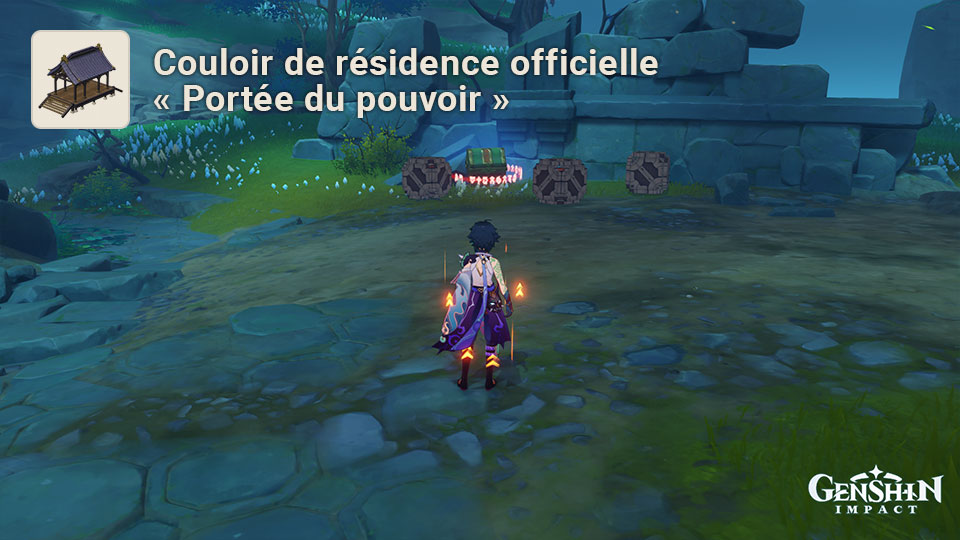 Couloir de résidence officielle
« Portée du pouvoir »
GENSHIN
IMPACT